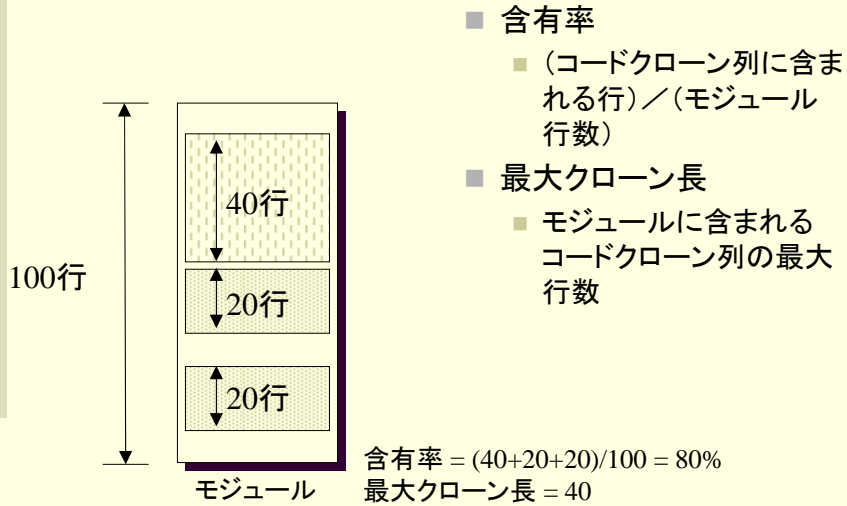 含有率
(コードクローン列に含ま
れる行)/(モジュール
行数)
最大クローン長
モジュールに含まれる
コードクローン列の最大
行数
100行
40行
20行
20行
モジュール
含有率 = (40+20+20)/100 = 80%
最大クローン長 = 40